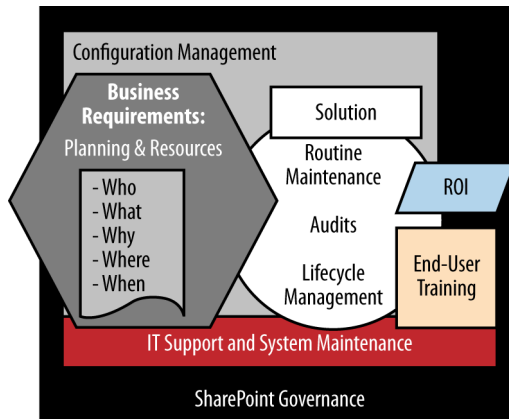 Configuration Management
Business
Requirements:
Planning & Resources
- Who
- What
- Why
- Where
- When
Solution
Routine
Maintenance
Audits
Lifecycle
Management
ROI
End-User
Training
IT Support and System Maintenance
SharePoint Governance